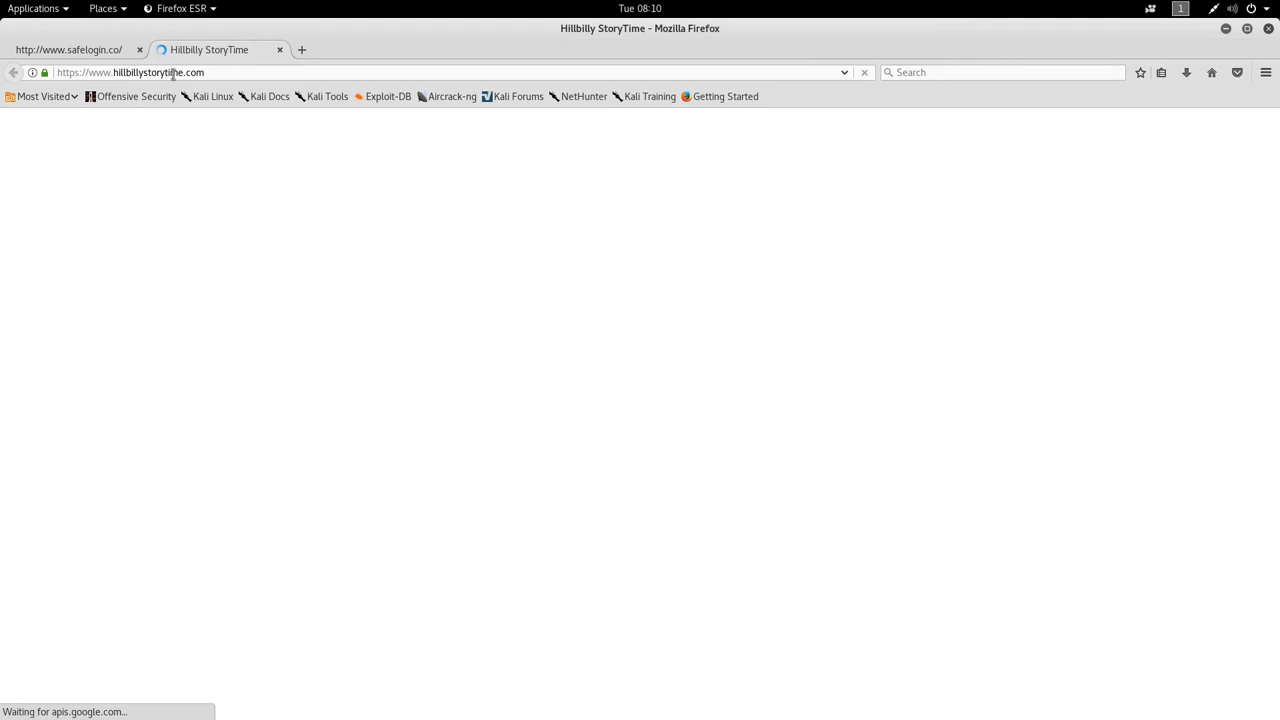 Applications Places Firefox ESR Tue 08:10 1
Hillbilly StoryTime - Mozilla Firefox
http://www.safelogin.co/ Hillbilly StoryTime
https://www.hillbillystorytime.com Search
Most Visited Offensive Security Kali Linux Kali Docs Kali Tools Exploit-DB Aircrack-ng Kali Forums NetHunter Kali Training Getting Started
Waiting for apis.google.com...